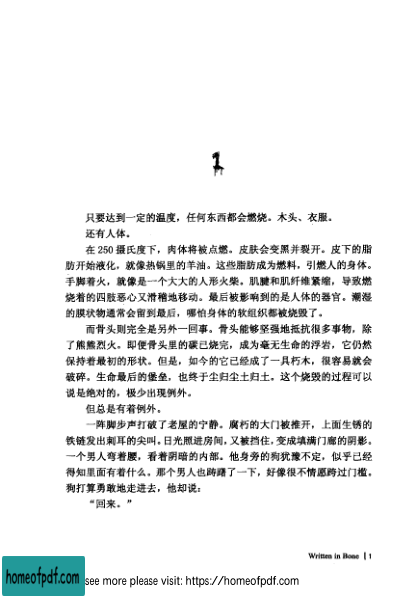 1
只要达到一定的温度，任何东西都会燃烧。木头、衣服。
还有人体。
在 250 摄氏度下，肉体将被点燃。皮肤会变黑并裂开。皮下的脂
肪开始液化，就像热锅里的羊油。这些脂肪成为燃料，引燃人的身体。
手脚着火，就像是一个大大的人形火柴。肌腱和肌纤维紧缩，导致燃
烧着的四肢恶心又滑稽地移动。最后被影响到的是人体的器官。潮湿
的膜状物通常会留到最后，哪怕身体的软组织都被烧毁了。
而骨头则完全是另外一回事。骨头能够坚强地抵抗很多事物，除
了熊熊烈火。即便骨头里的碳已烧完，成为毫无生命的浮岩，它仍然
保持着最初的形状。但是，如今的它已经成了一具朽木，很容易就会
破碎。生命最后的堡垒，也终于尘归尘土归土。这个烧毁的过程可以
说是绝对的，极少出现例外。
但总是有着例外。
一阵脚步声打破了老屋的宁静。腐朽的大门被推开，上面生锈的
铁链发出刺耳的尖叫。日光照进房间，又被挡住，变成填满门廊的阴影。
一个男人弯着腰，看着阴暗的内部。他身旁的狗犹豫不定，似乎已经
得知里面有着什么。那个男人也踌躇了一下，好像很不情愿跨过门槛。
狗打算勇敢地走进去，他却说：
“回来。”
Written in Bone | 1
homeofpdf.com
see more please visit: https://homeofpdf.com